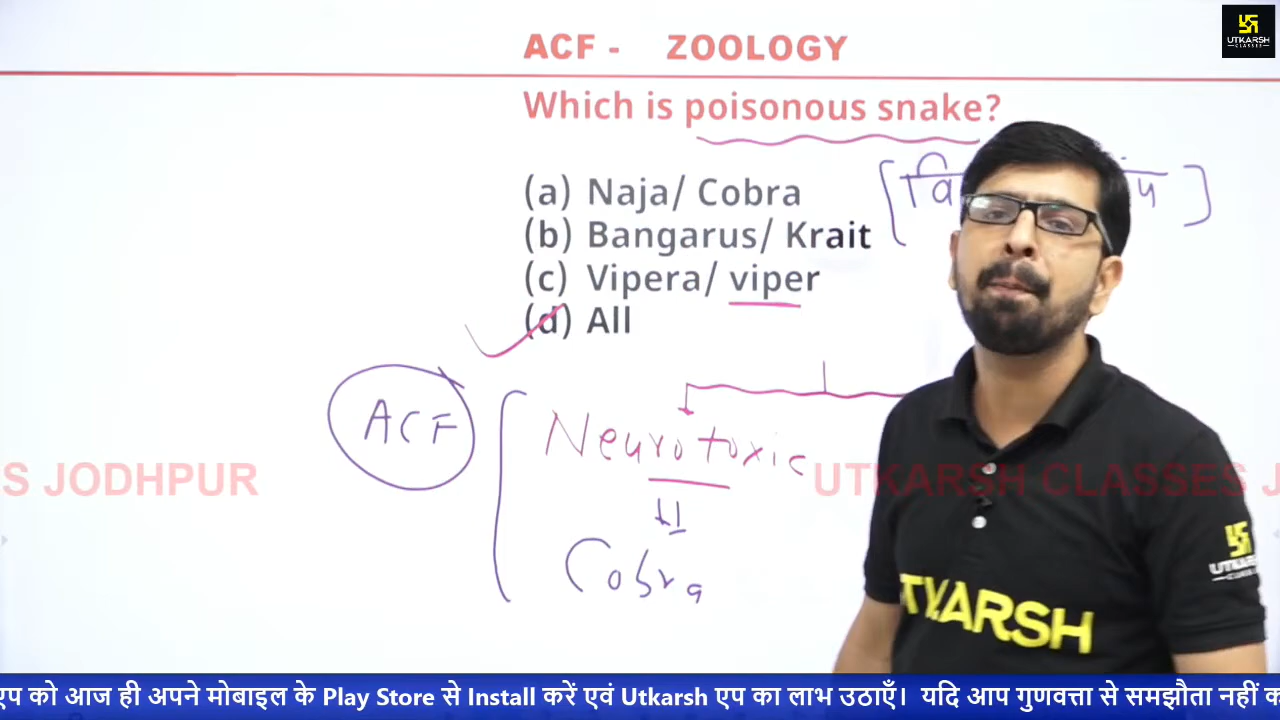 ACF - ZOOLOGY
UTKARSH
CLASSES
Which is poisonous snake?
(a) Naja/ Cobra
(b) Bangarus/ Krait
(c) Vipera/ viper
(d) All
ACF
Neurotoxic
Cobra
S JODHPUR
UTKARSH CLASSES J
UTKARSH
UTKARSH
एप को आज ही अपने मोबाइल के Play Store से Install करें एवं Utkarsh एप का लाभ उठाएँ। यदि आप गुणवत्ता से समझौता नहीं